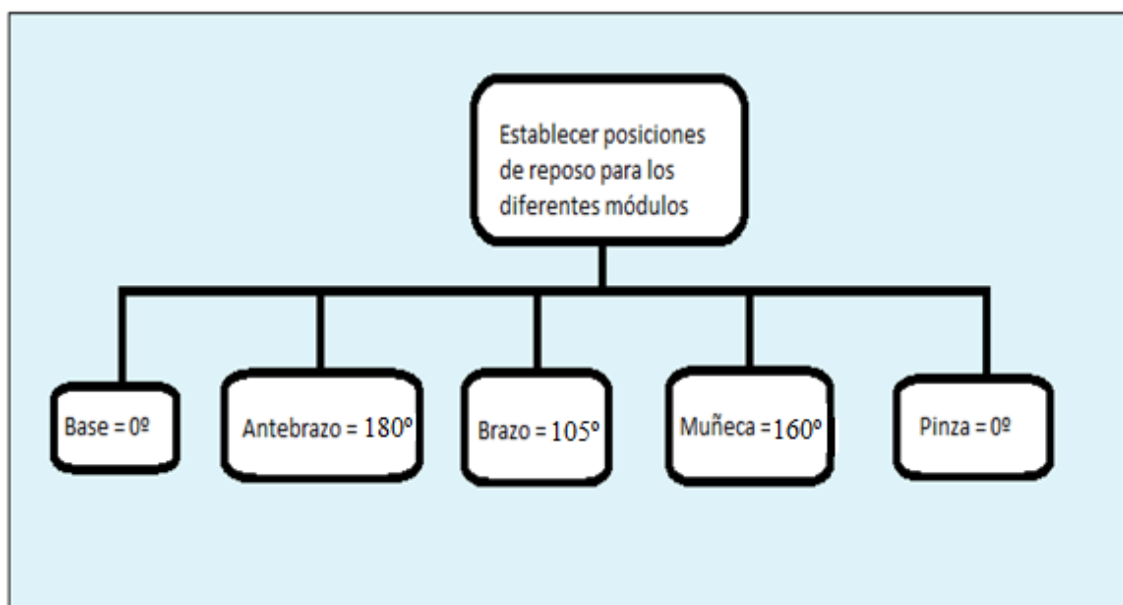 Establecer posiciones
de reposo para los
diferentes módulos
Base = 0º
Antebrazo = 180º
Brazo = 105º
Muñeca =160º
Pinza = 0º